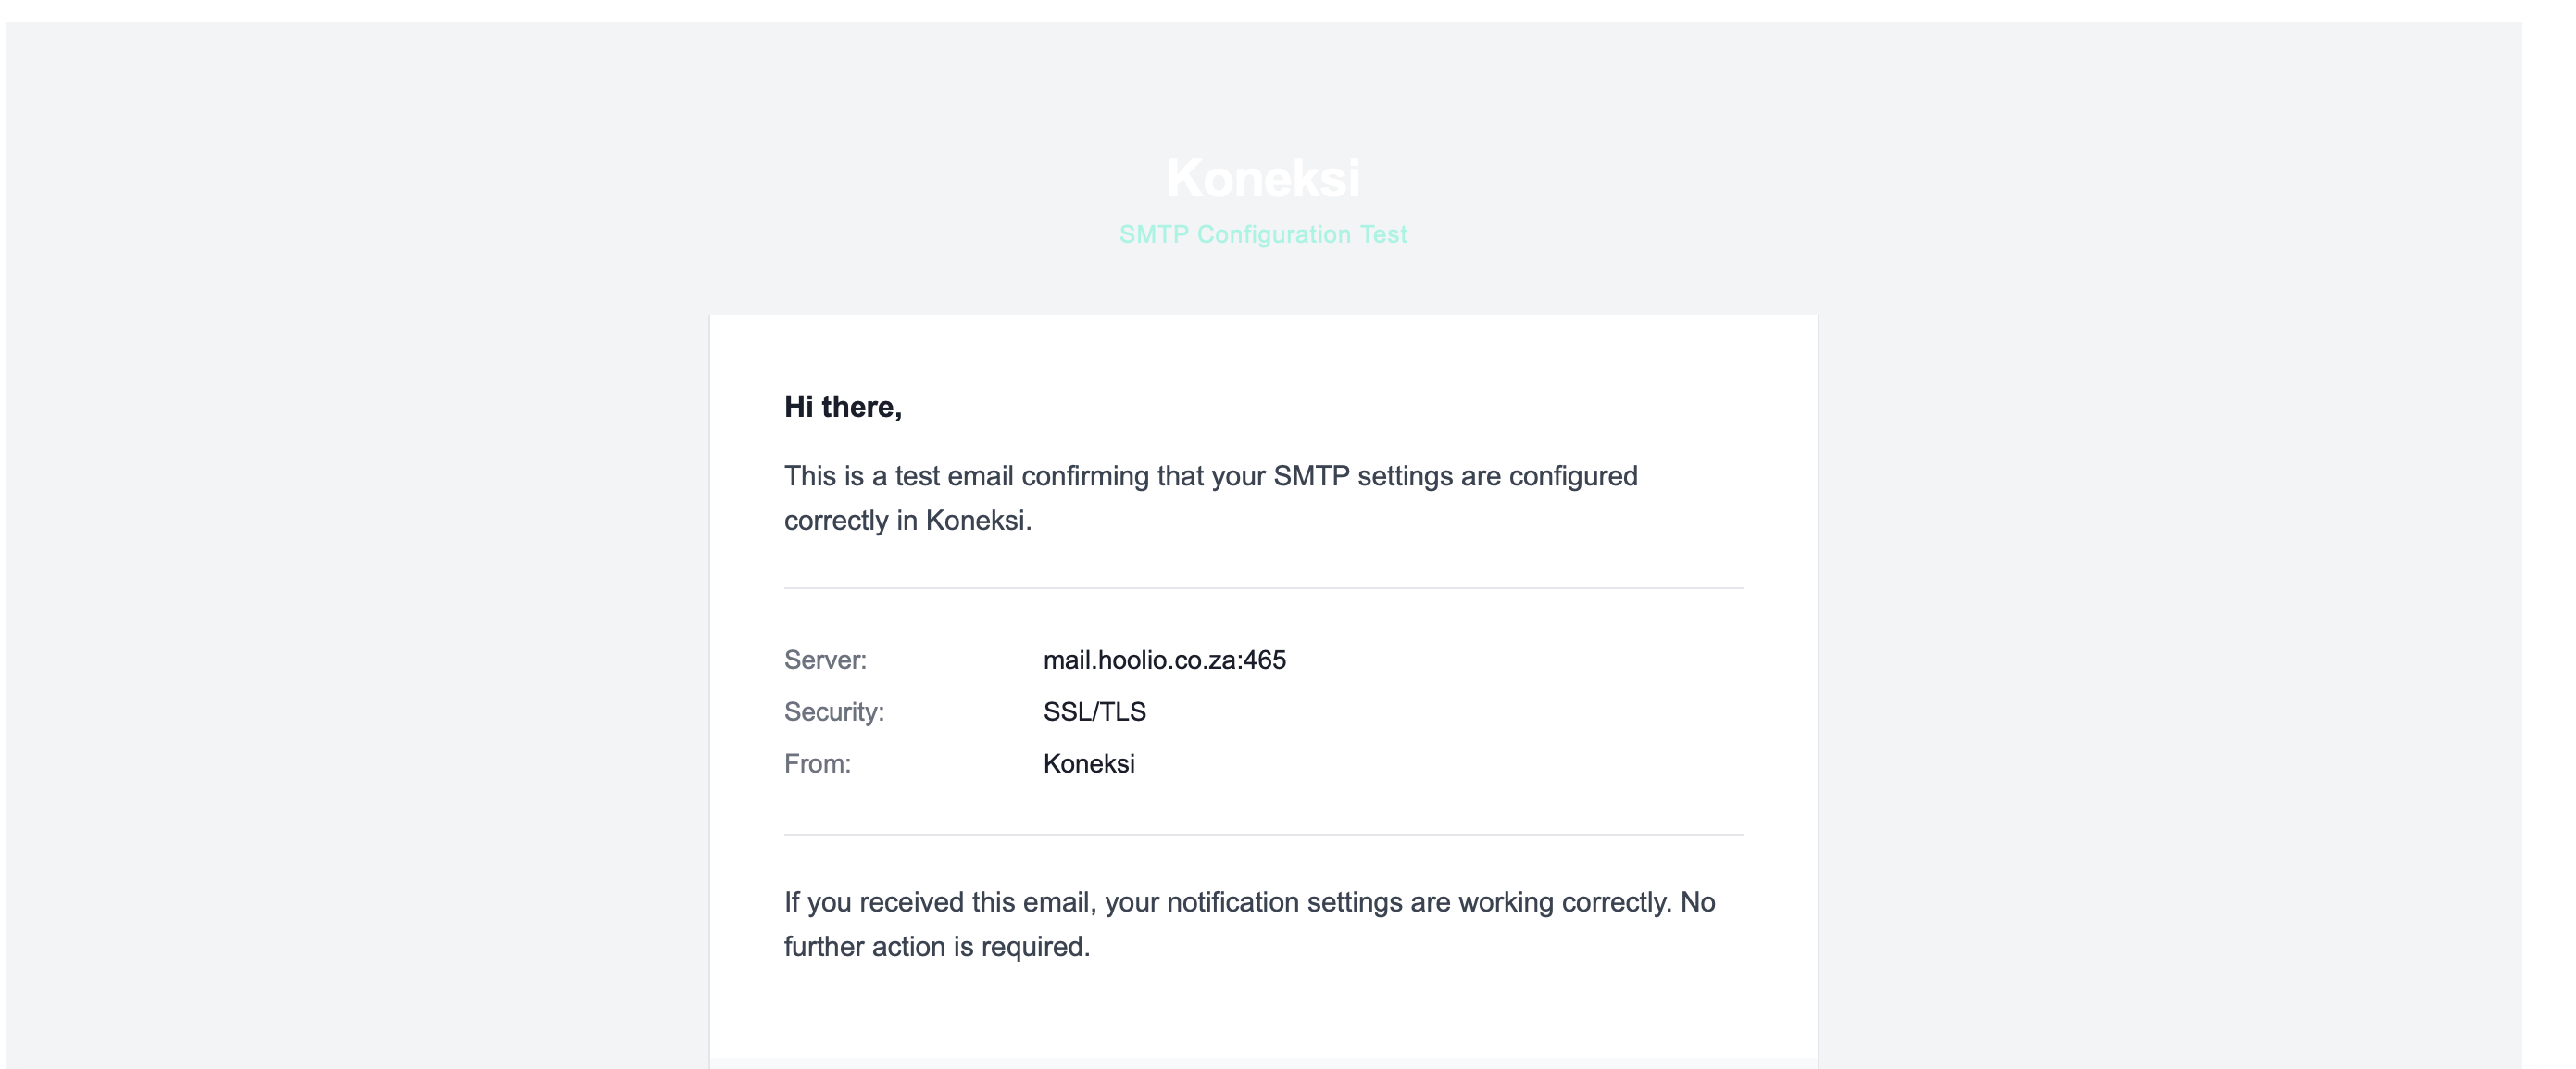 Koneksi
SMTP Configuration Test
Hi there,
This is a test email confirming that your SMTP settings are configured
correctly in Koneksi.
Server: mail.hoolio.co.za:465
Security: SSL/TLS
From: Koneksi
If you received this email, your notification settings are working correctly. No
further action is required.